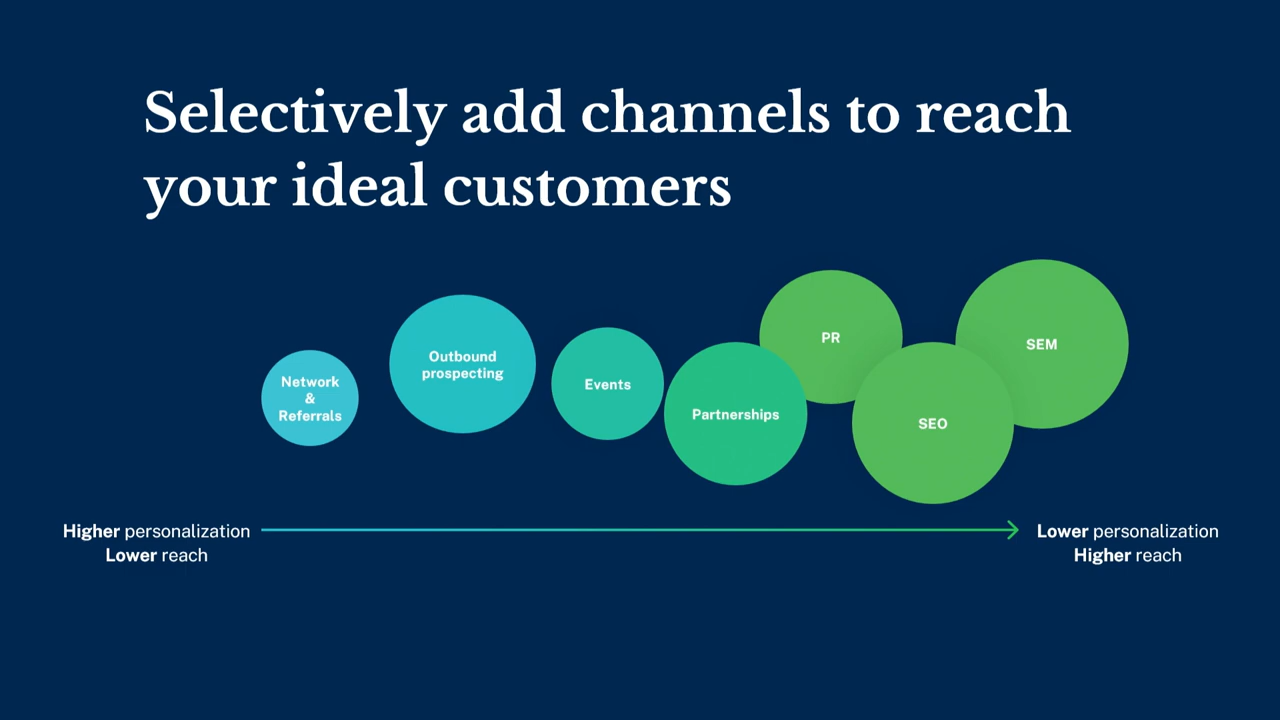 Selectively add channels to reach
your ideal customers
Network
&
Referrals
Outbound
prospecting
Events
Partnerships
PR
SEO
SEM
Higher personalization
Lower reach
Lower personalization
Higher reach